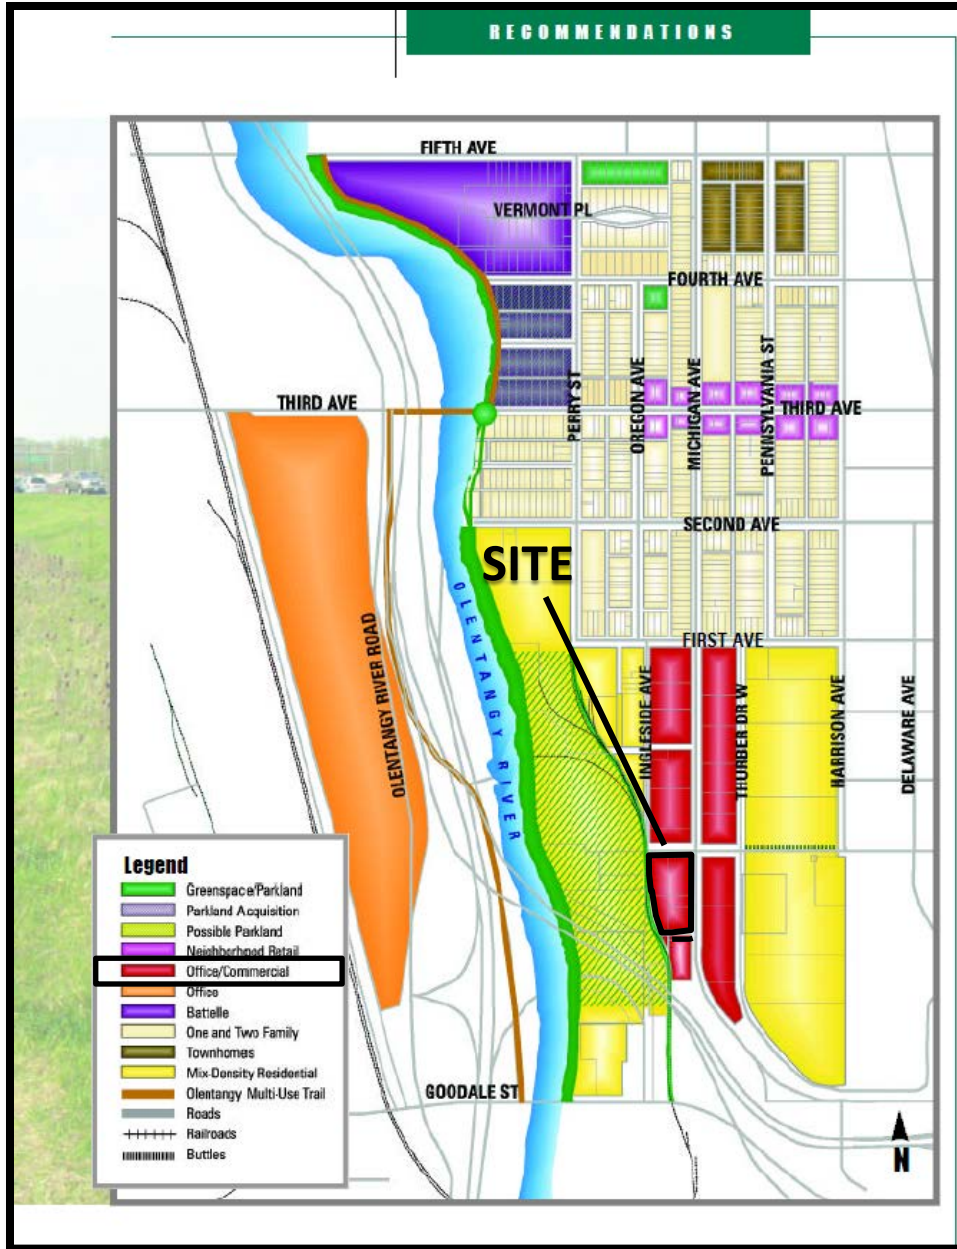 RECOMMENDATIONS
FIFTH AVE
VERMONT PL
FOURTH AVE
PERRY ST
OREGON AVE
MICHIGAN AVE
PENNSYLVANIA ST
THIRD AVE
THIRD AVE
SECOND AVE
SITE
OLENTANGY RIVER
FIRST AVE
OLENTANGY RIVER ROAD
INGLESIDE AVE
THURBER DR W
HARRISON AVE
DELAWARE AVE
Legend
Greenspace/Parkland
Parkland Acquisition
Possible Parkland
Neighborhood Retail
Office/Commercial
Office
Battelle
One and Two Family
Townhomes
Mix-Density Residential
Olentangy Multi-Use Trail
Roads
Railroads
Buttles
GOODALE ST
N